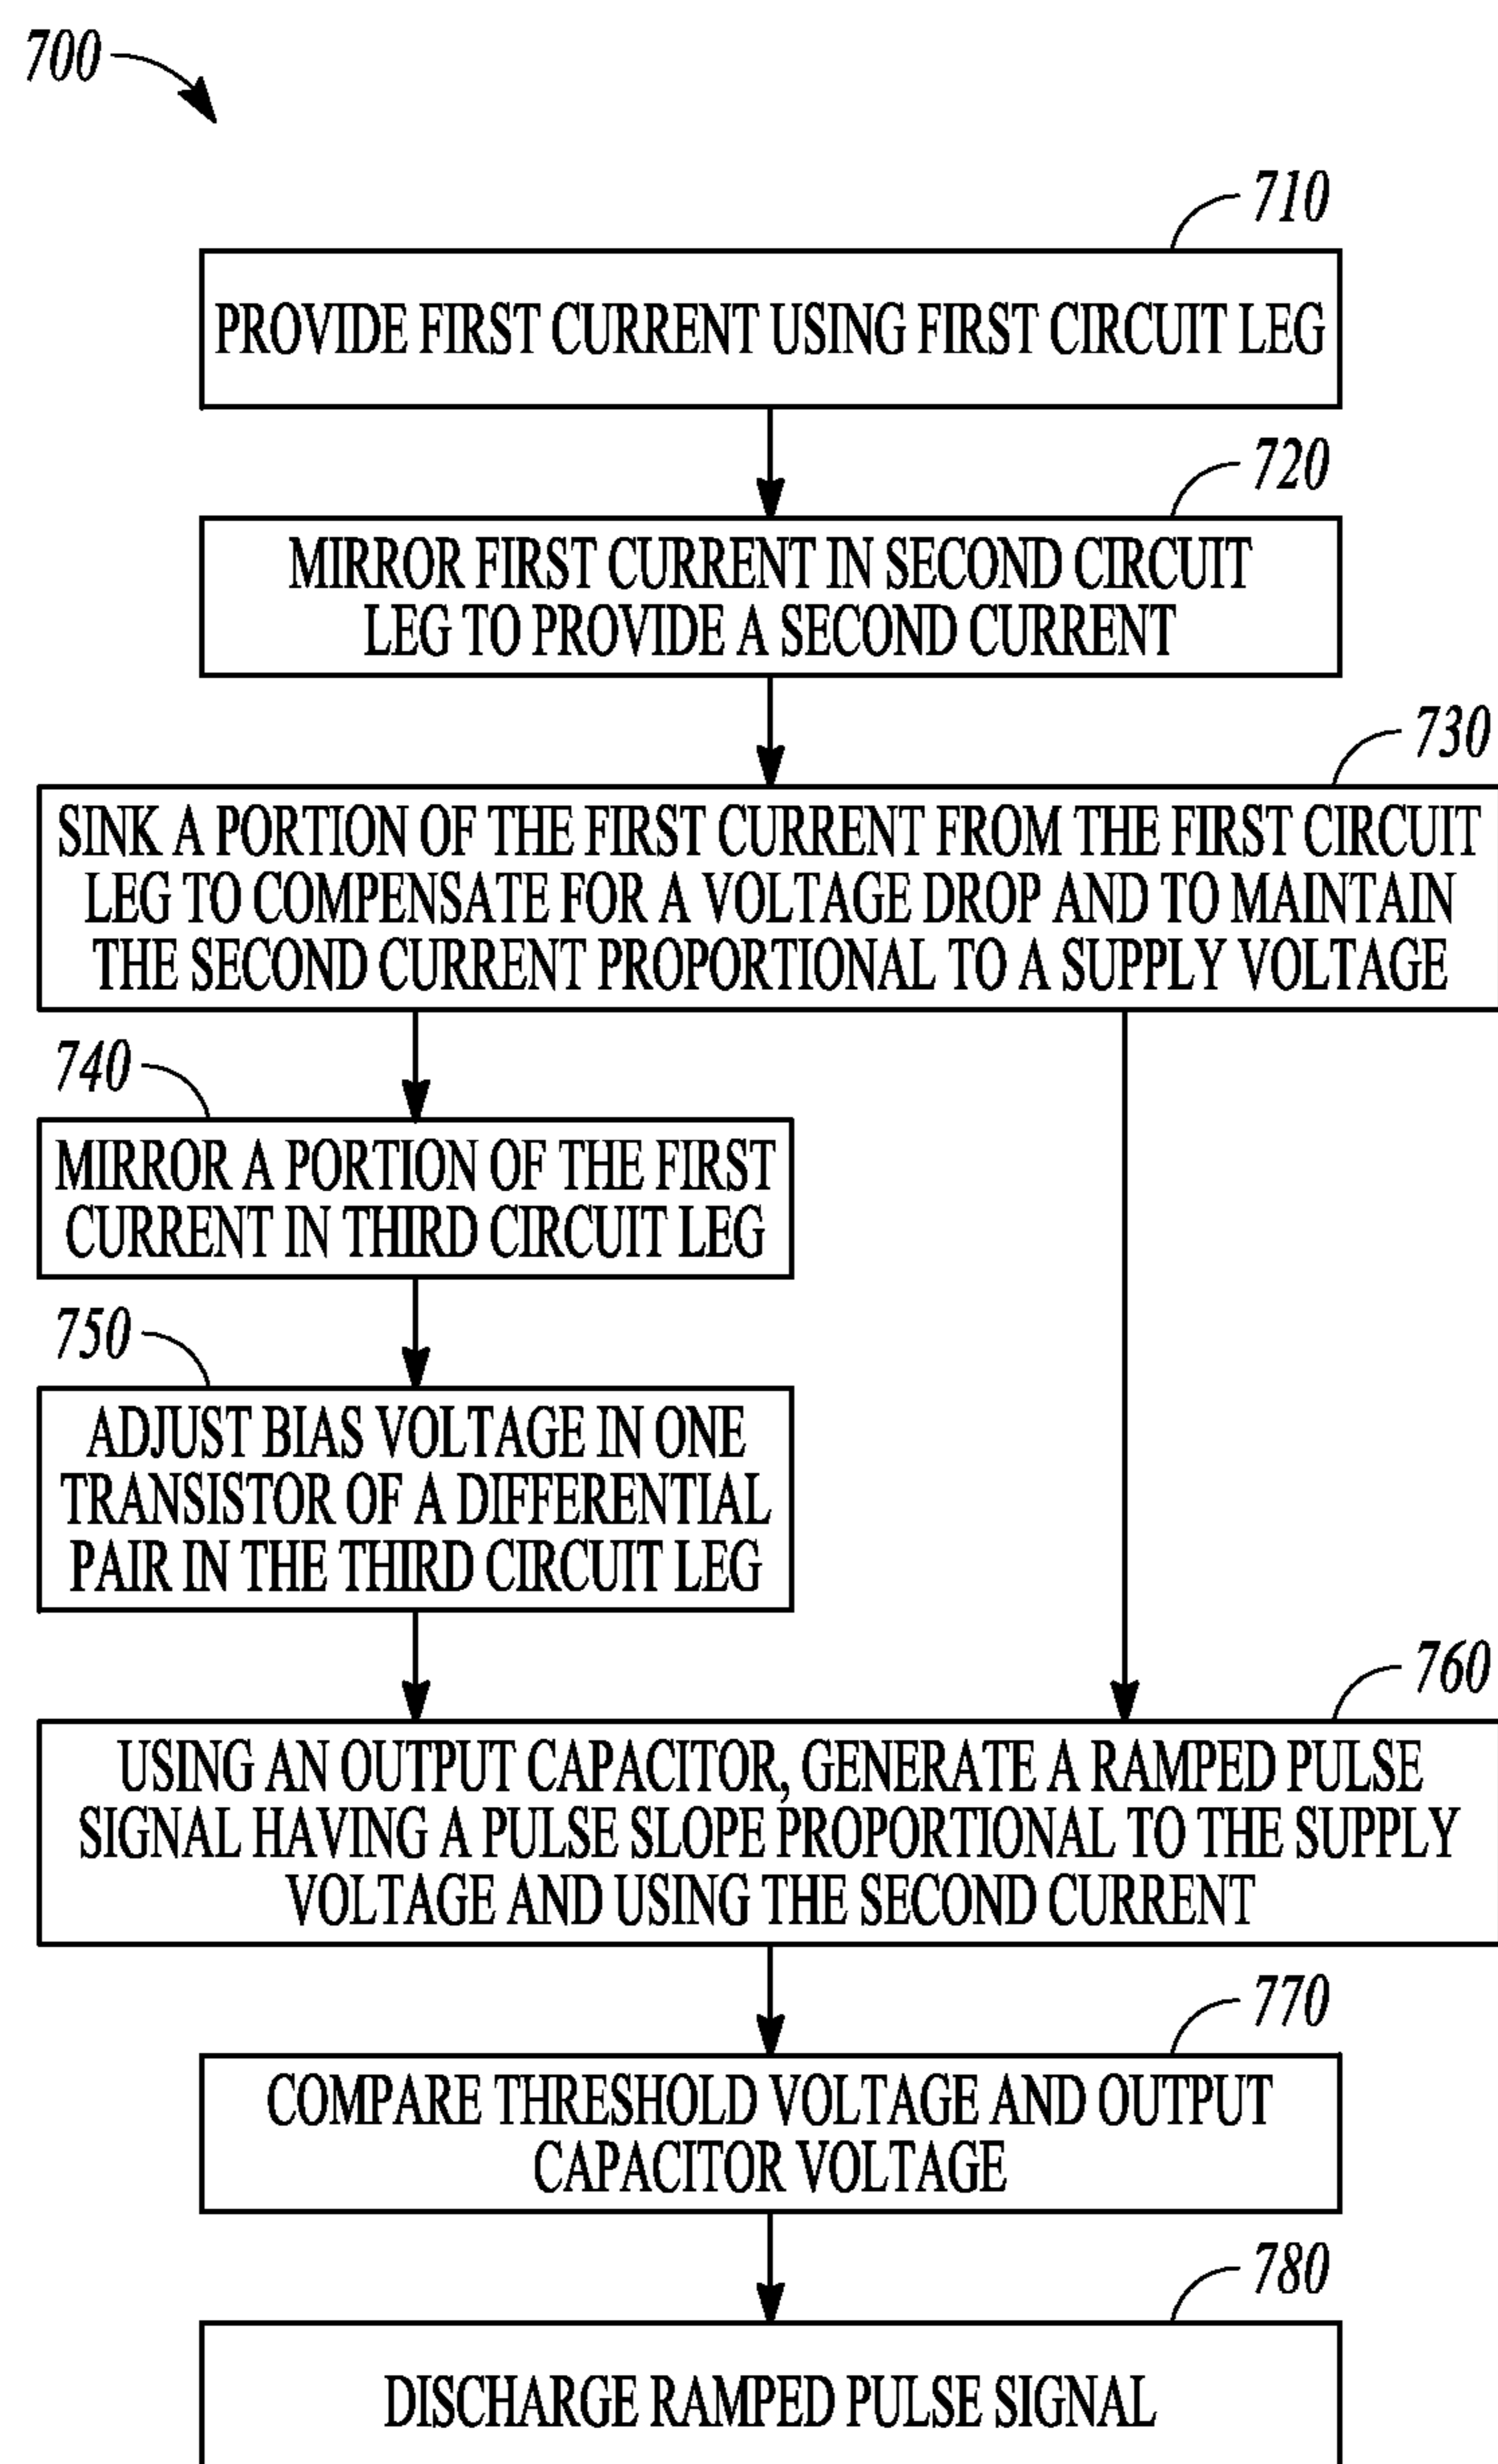 700
710
PROVIDE FIRST CURRENT USING FIRST CIRCUIT LEG
720
MIRROR FIRST CURRENT IN SECOND CIRCUIT
LEG TO PROVIDE A SECOND CURRENT
730
SINK A PORTION OF THE FIRST CURRENT FROM THE FIRST CIRCUIT
LEG TO COMPENSATE FOR A VOLTAGE DROP AND TO MAINTAIN
THE SECOND CURRENT PROPORTIONAL TO A SUPPLY VOLTAGE
740
MIRROR A PORTION OF THE FIRST
CURRENT IN THIRD CIRCUIT LEG
750
ADJUST BIAS VOLTAGE IN ONE
TRANSISTOR OF A DIFFERENTIAL
PAIR IN THE THIRD CIRCUIT LEG
760
USING AN OUTPUT CAPACITOR, GENERATE A RAMPED PULSE
SIGNAL HAVING A PULSE SLOPE PROPORTIONAL TO THE SUPPLY
VOLTAGE AND USING THE SECOND CURRENT
770
COMPARE THRESHOLD VOLTAGE AND OUTPUT
CAPACITOR VOLTAGE
780
DISCHARGE RAMPED PULSE SIGNAL